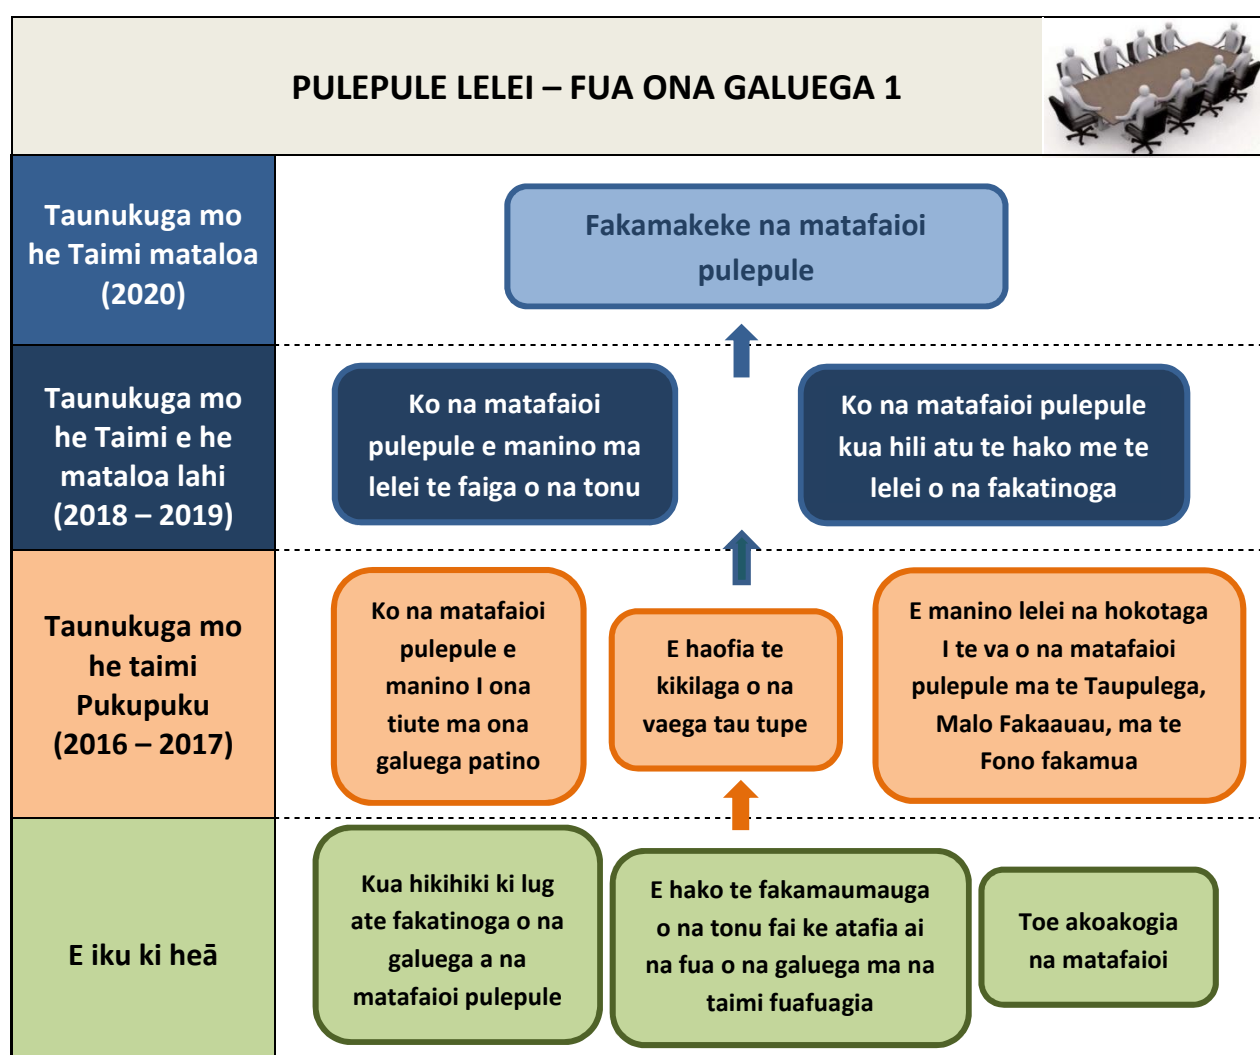 PULEPULE LELEI – FUA ONA GALUEGA 1
Taunukuga mo
he Taimi mataloa
(2020)
Fakamakeke na matafaioi
pulepule
Taunukuga mo
he Taimi e he
mataloa lahi
(2018 – 2019)
Ko na matafaioi
pulepule e manino ma
lelei te faiga o na tonu
Ko na matafaioi pulepule
kua hili atu te hako me te
lelei o na fakatinoga
Taunukuga mo
he taimi
Pukupuku
(2016 – 2017)
Ko na matafaioi
pulepule e
manino I ona
tiute ma ona
galuega patino
E haofia te
kikilaga o na
vaega tau tupe
E manino lelei na hokotaga
I te va o na matafaioi
pulepule ma te Taupulega,
Malo Fakaauau, ma te
Fono fakamua
E iku ki heā
Kua hikihiki ki lug
ate fakatinoga o na
galuega a na
matafaioi pulepule
E hako te fakamaumauga
o na tonu fai ke atafia ai
na fua o na galuega ma na
taimi fuafuagia
Toe akoakogia
na matafaioi